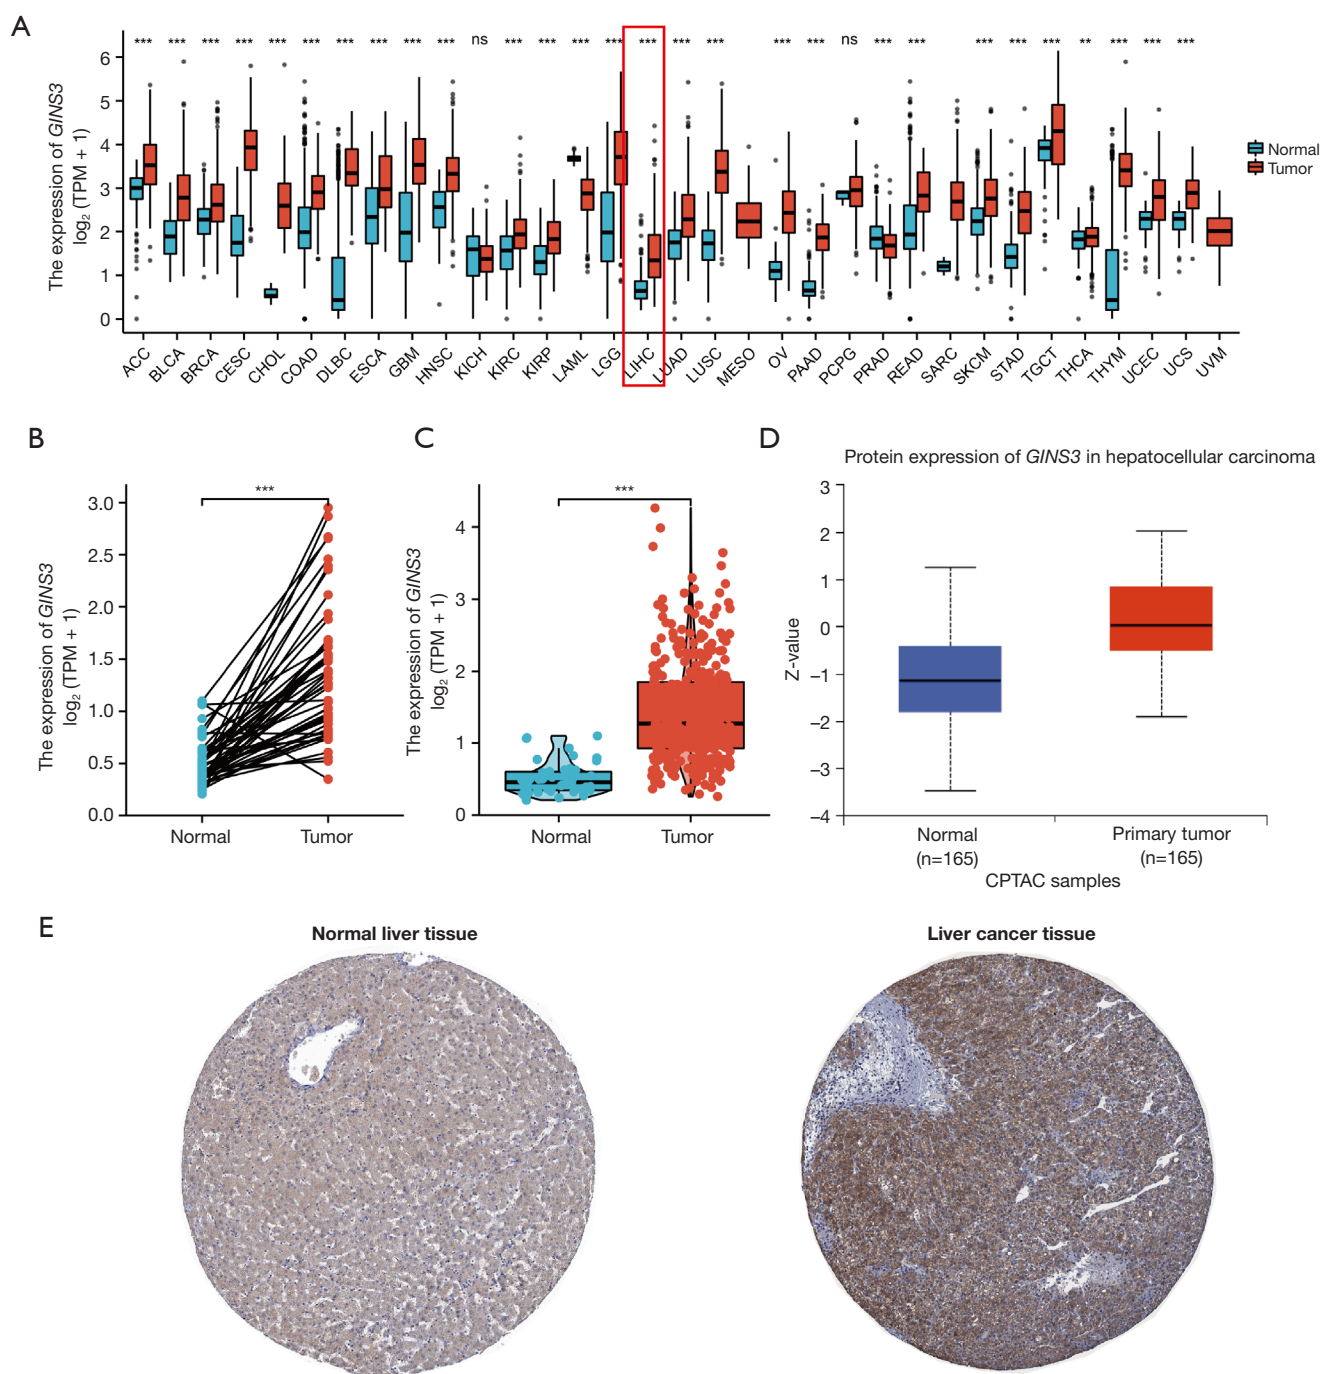 A
*** *** *** *** *** *** *** *** *** *** ns *** *** *** *** *** *** *** *** *** ns *** *** *** *** *** ** *** *** ***
The expression of GINS3
log₂ (TPM + 1)
6
5
4
3
2
1
0
Normal
Tumor
ACC BLCA BRCA CESC CHOL COAD DLBC ESCA GBM HNSC KICH KIRC KIRP LAML LGG LIHC LUAD LUSC MESO OV PAAD PCPG PRAD READ SARC SKCM STAD TGCT THCA THYM UCEC UCS UVM
B
The expression of GINS3
log₂ (TPM + 1)
***
3.0
2.5
2.0
1.5
1.0
0.5
0.0
Normal Tumor
C
The expression of GINS3
log₂ (TPM + 1)
***
4
3
2
1
0
Normal Tumor
D
Protein expression of GINS3 in hepatocellular carcinoma
Z-value
3
2
1
0
–1
–2
–3
–4
Normal
(n=165)
Primary tumor
(n=165)
CPTAC samples
E
Normal liver tissue
Liver cancer tissue